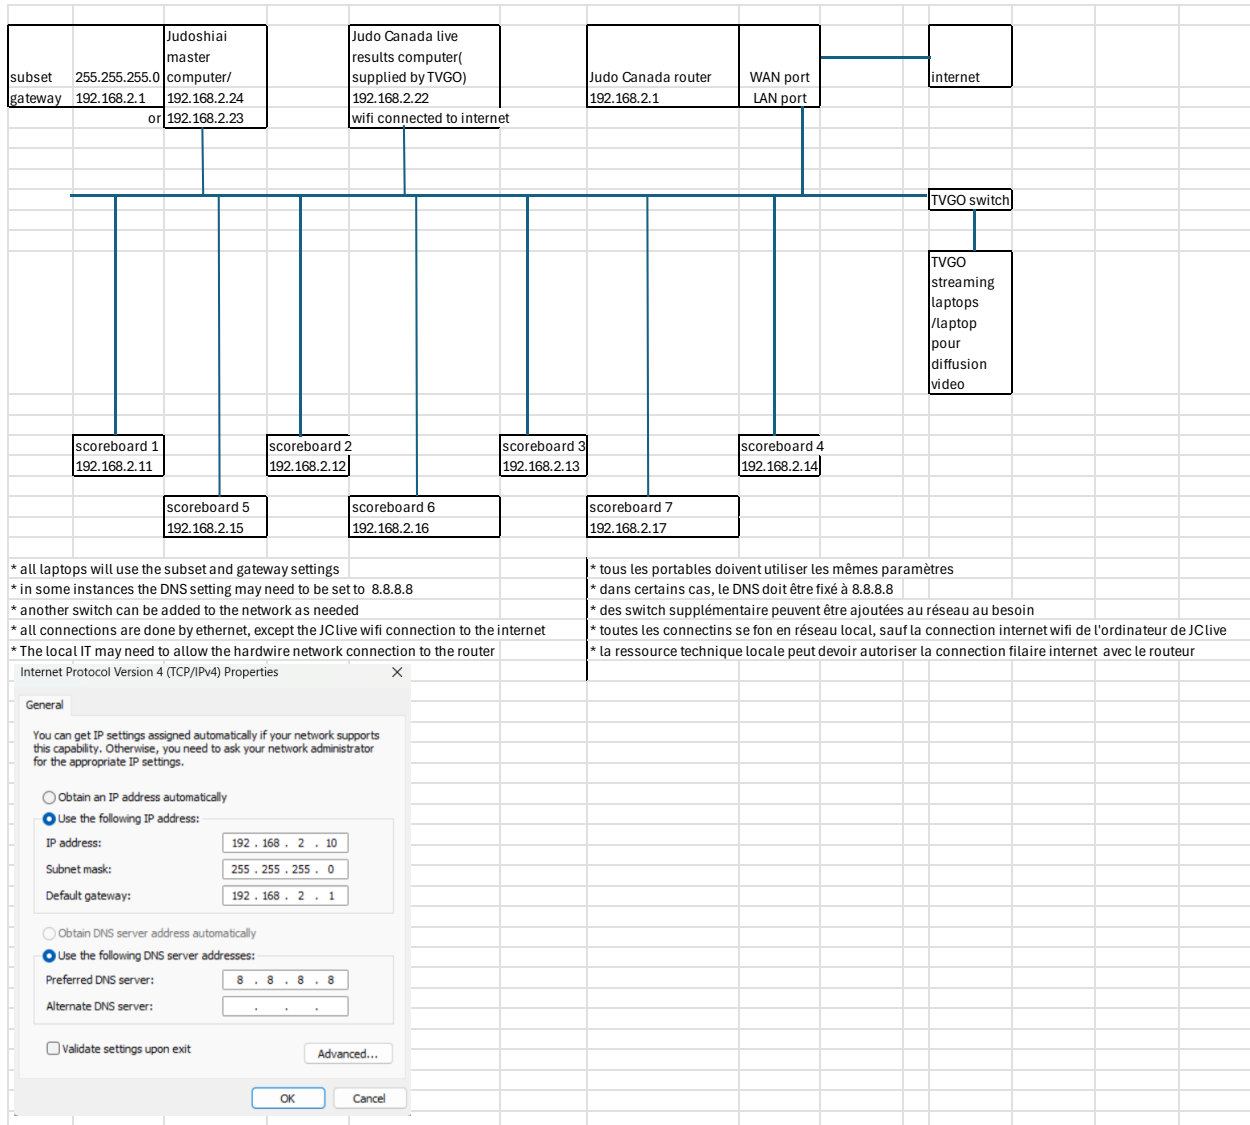 subset 255.255.255.0
gateway 192.168.2.1
or
Judoshiai
master
computer/
192.168.2.24
192.168.2.23
Judo Canada live
results computer(
supplied by TVGO)
192.168.2.22
wifi connected to internet
Judo Canada router
192.168.2.1
WAN port
LAN port
internet
TVGO switch
TVGO
streaming
laptops
/laptop
pour
diffusion
video
scoreboard 1
192.168.2.11
scoreboard 2
192.168.2.12
scoreboard 3
192.168.2.13
scoreboard 4
192.168.2.14
scoreboard 5
192.168.2.15
scoreboard 6
192.168.2.16
scoreboard 7
192.168.2.17
* all laptops will use the subset and gateway settings
* in some instances the DNS setting may need to be set to 8.8.8.8
* another switch can be added to the network as needed
* all connections are done by ethernet, except the JClive wifi connection to the internet
* The local IT may need to allow the hardwire network connection to the router
* tous les portables doivent utiliser les mêmes paramètres
* dans certains cas, le DNS doit être fixé à 8.8.8.8
* des switch supplémentaire peuvent être ajoutées au réseau au besoin
* toutes les connectins se fon en réseau local, sauf la connection internet wifi de l'ordinateur de JClive
* la ressource technique locale peut devoir autoriser la connection filaire internet avec le routeur
Internet Protocol Version 4 (TCP/IPv4) Properties
General
You can get IP settings assigned automatically if your network supports
this capability. Otherwise, you need to ask your network administrator
for the appropriate IP settings.
Obtain an IP address automatically
Use the following IP address:
IP address: 192 . 168 . 2 . 10
Subnet mask: 255 . 255 . 255 . 0
Default gateway: 192 . 168 . 2 . 1
Obtain DNS server address automatically
Use the following DNS server addresses:
Preferred DNS server: 8 . 8 . 8 . 8
Alternate DNS server: . . .
Validate settings upon exit
Advanced...
OK
Cancel